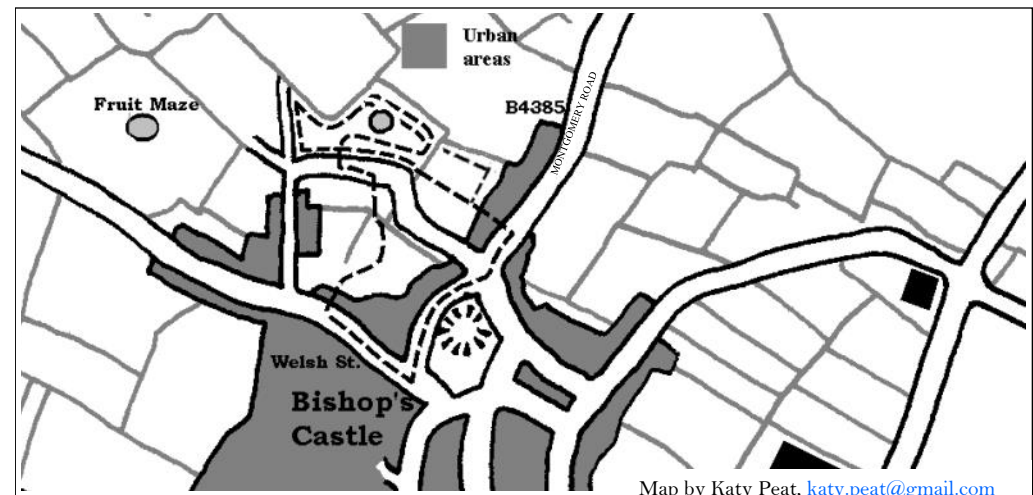 Urban
areas
Fruit Maze
B4385
MONTGOMERY ROAD
Welsh St.
Bishop's
Castle
Map by Katy Peat, katy.peat@gmail.com